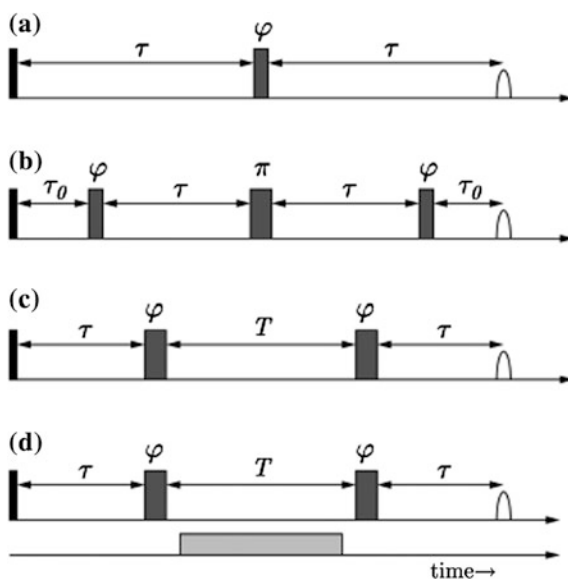 (a)
φ
τ τ
(b)
φ π φ
τ₀ τ τ τ₀
(c)
φ φ
τ T τ
(d)
φ φ
τ T τ
time→